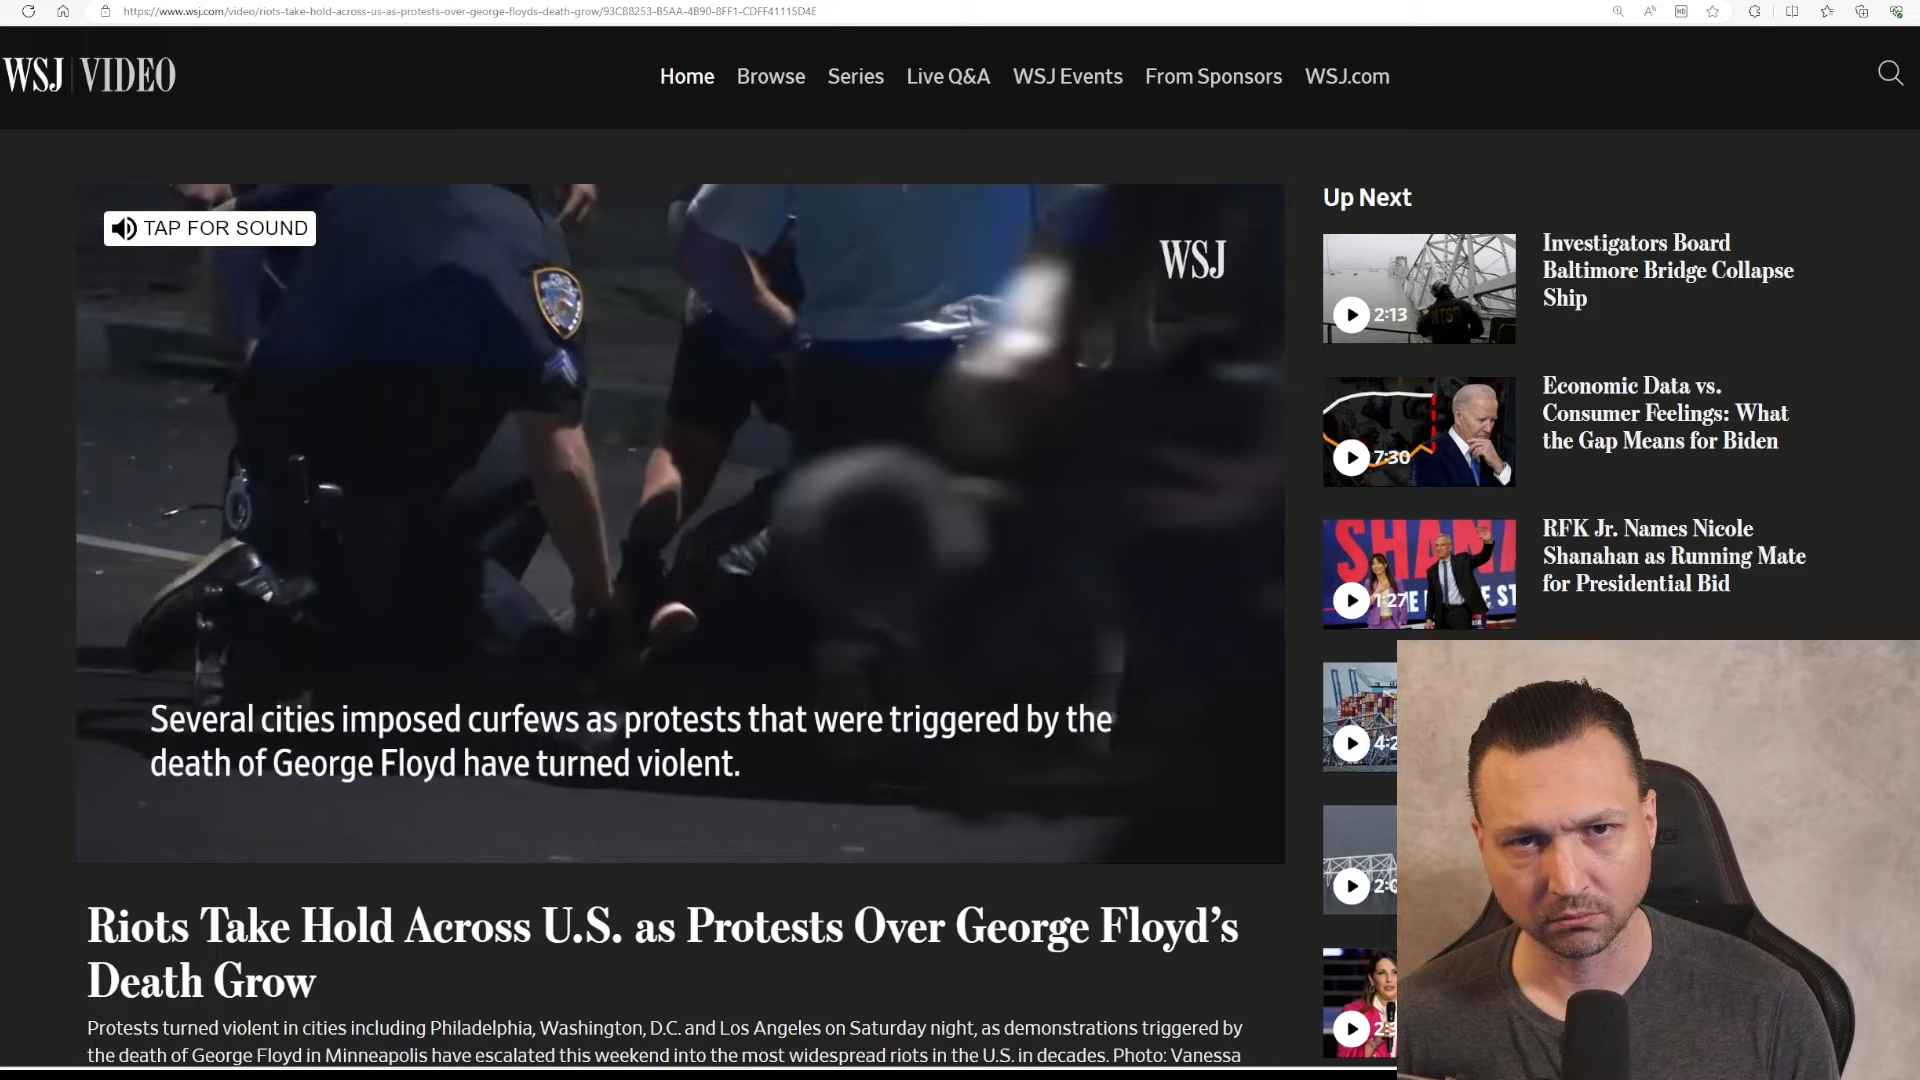 https://www.wsj.com/video/riots-take-hold-across-us-as-protests-over-george-floyds-death-grow/93CB8253-B5AA-4B90-8FF1-CDFF41115D4E
WSJ | VIDEO
Home Browse Series Live Q&A WSJ Events From Sponsors WSJ.com
TAP FOR SOUND
WSJ
Several cities imposed curfews as protests that were triggered by the
death of George Floyd have turned violent.
Riots Take Hold Across U.S. as Protests Over George Floyd’s
Death Grow
Protests turned violent in cities including Philadelphia, Washington, D.C. and Los Angeles on Saturday night, as demonstrations triggered by
the death of George Floyd in Minneapolis have escalated this weekend into the most widespread riots in the U.S. in decades. Photo: Vanessa
Up Next
2:13
Investigators Board
Baltimore Bridge Collapse
Ship
7:30
Economic Data vs.
Consumer Feelings: What
the Gap Means for Biden
1:27
RFK Jr. Names Nicole
Shanahan as Running Mate
for Presidential Bid